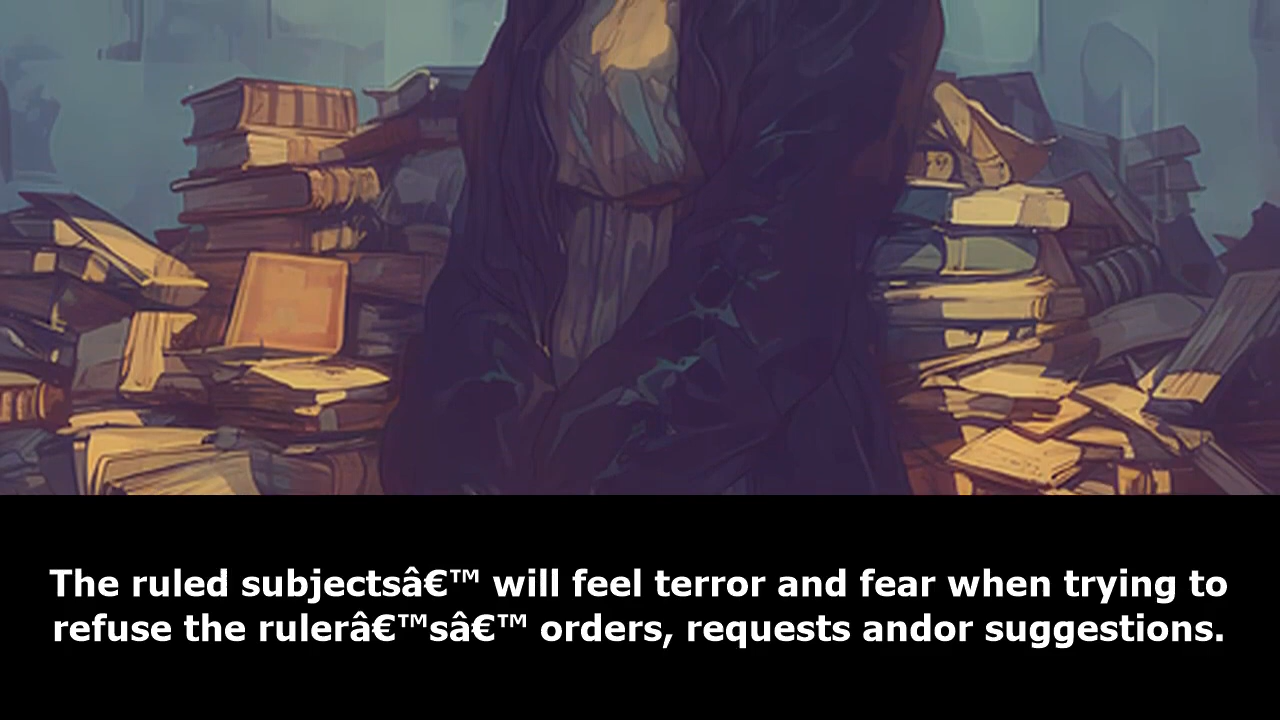 The ruled subjectsâ€™ will feel terror and fear when trying to
refuse the rulerâ€™sâ€™ orders, requests andor suggestions.